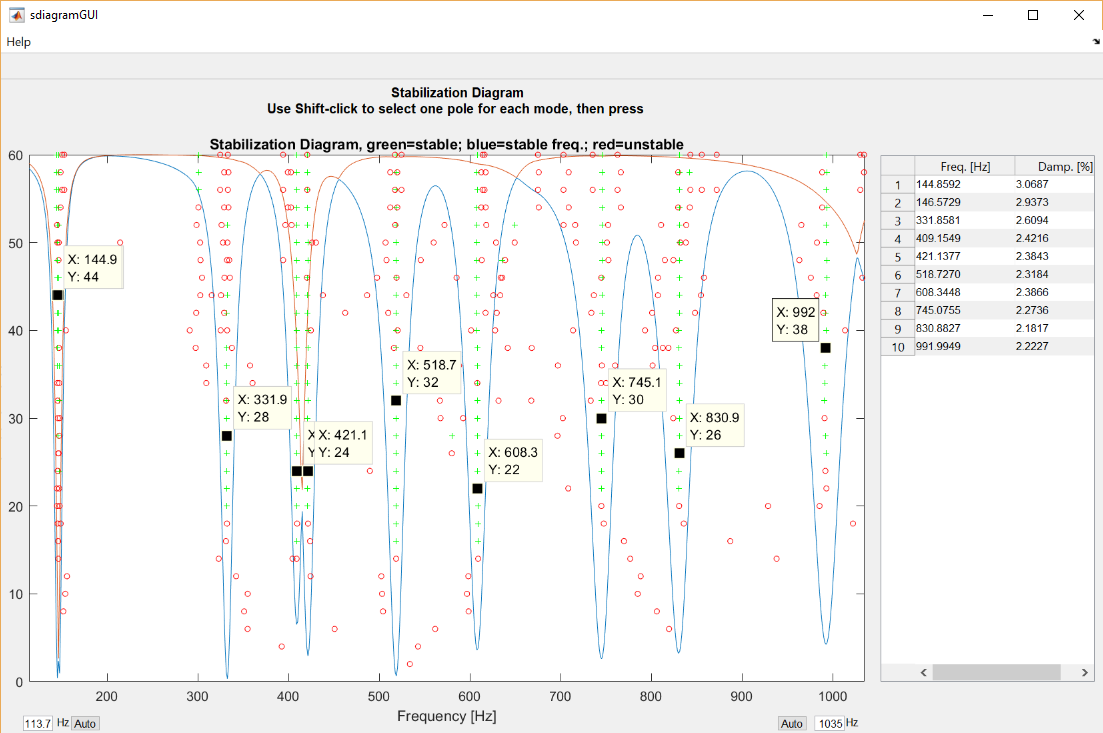 sdiagramGUI
Help
Stabilization Diagram
Use Shift-click to select one pole for each mode, then press
Stabilization Diagram, green=stable; blue=stable freq.; red=unstable
60
50
40
30
20
10
0
X: 144.9
Y: 44
X: 331.9
Y: 28
X X: 421.1
Y Y: 24
X: 518.7
Y: 32
X: 608.3
Y: 22
X: 745.1
Y: 30
X: 830.9
Y: 26
X: 992
Y: 38
200 300 400 500 600 700 800 900 1000
Frequency [Hz]
113.7 Hz Auto
Auto 1035 Hz
Freq. [Hz] Damp. [%]
1 144.8592 3.0687
2 146.5729 2.9373
3 331.8581 2.6094
4 409.1549 2.4216
5 421.1377 2.3843
6 518.7270 2.3184
7 608.3448 2.3866
8 745.0755 2.2736
9 830.8827 2.1817
10 991.9949 2.2227